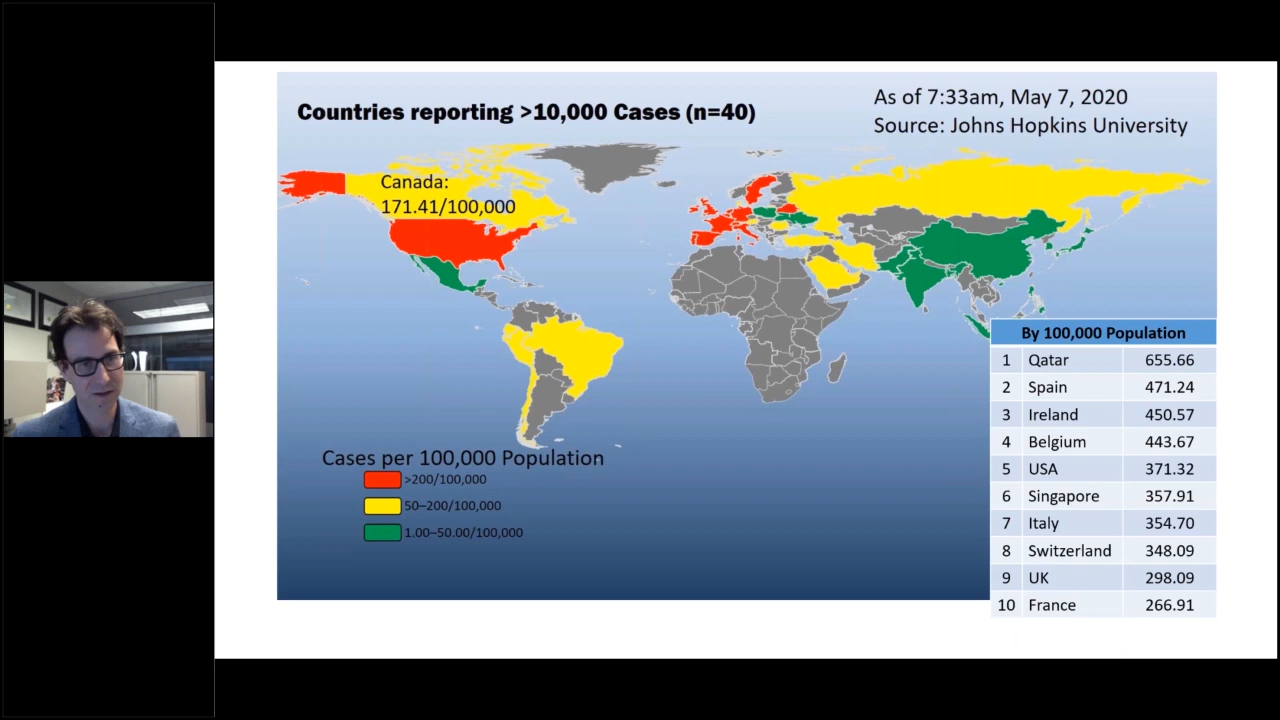 Countries reporting >10,000 Cases (n=40)
As of 7:33am, May 7, 2020
Source: Johns Hopkins University
Canada:
171.41/100,000
Cases per 100,000 Population
>200/100,000
50–200/100,000
1.00–50.00/100,000
By 100,000 Population
1 Qatar 655.66
2 Spain 471.24
3 Ireland 450.57
4 Belgium 443.67
5 USA 371.32
6 Singapore 357.91
7 Italy 354.70
8 Switzerland 348.09
9 UK 298.09
10 France 266.91